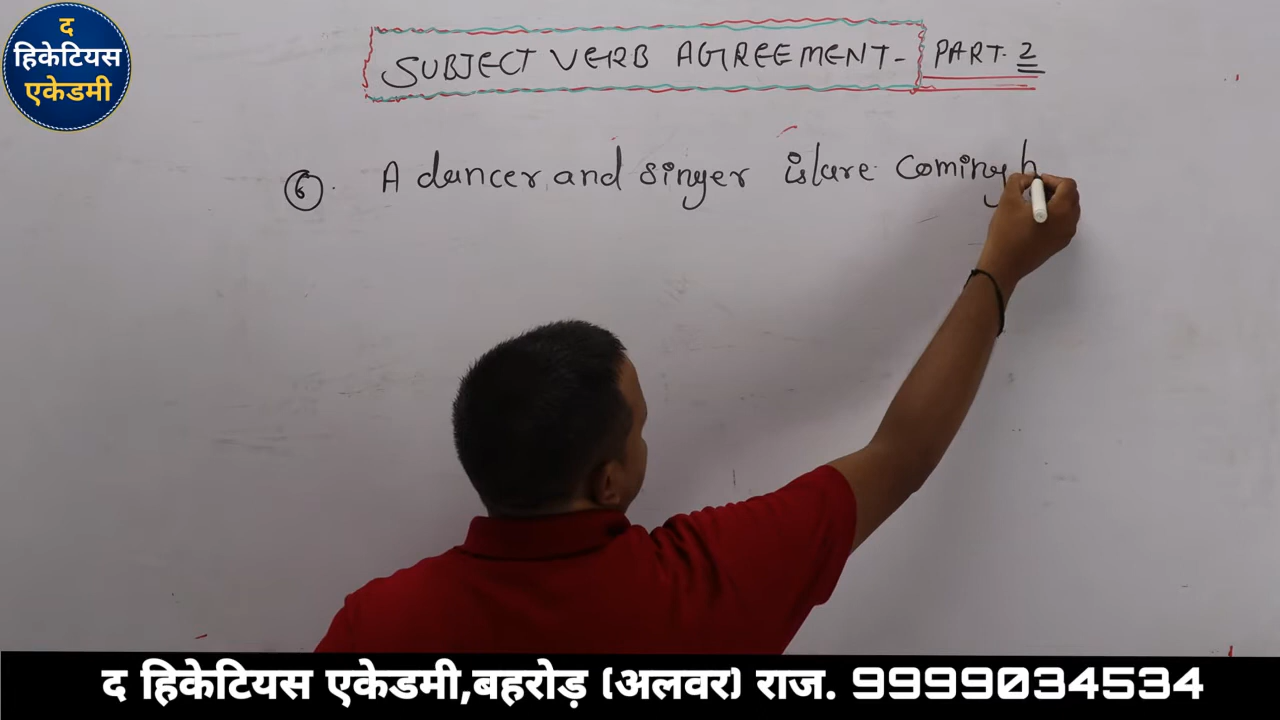 द
हिकेटियस
एकेडमी
SUBJECT VERB AGREEMENT - PART. 2
6. A dancer and singer is/are coming h
द हिकेटियस एकेडमी,बहरोड़ (अलवर) राज. 9999034534